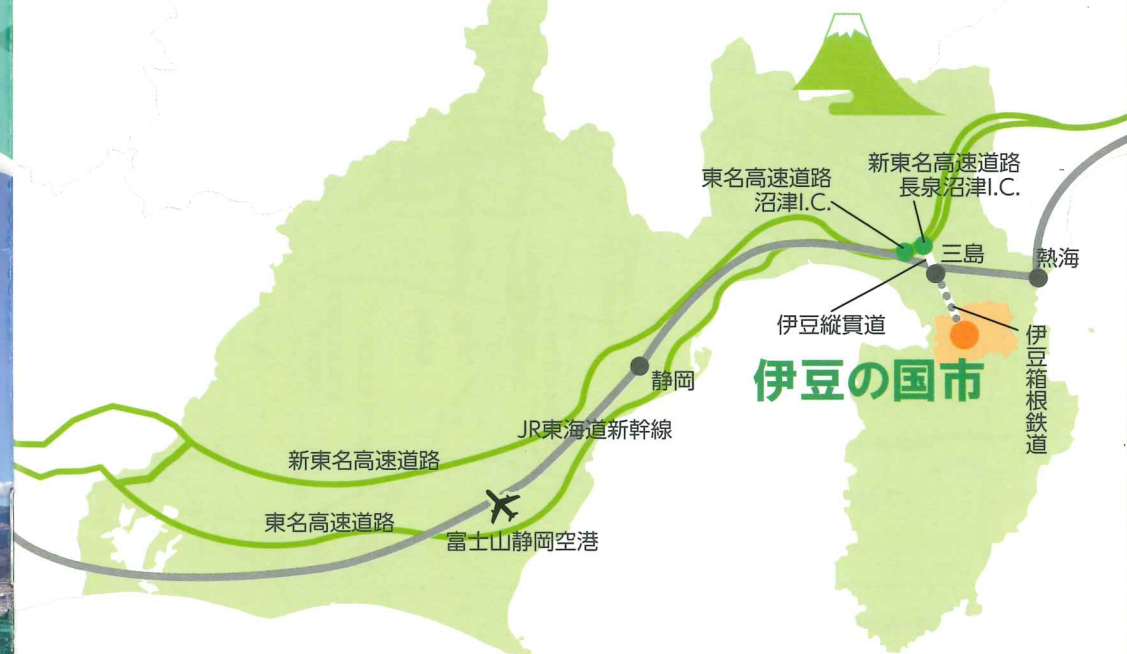 新東名高速道路
長泉沼津I.C.
東名高速道路
沼津I.C.
三島
熱海
伊豆縦貫道
伊豆箱根鉄道
伊豆の国市
静岡
JR東海道新幹線
新東名高速道路
東名高速道路
富士山静岡空港